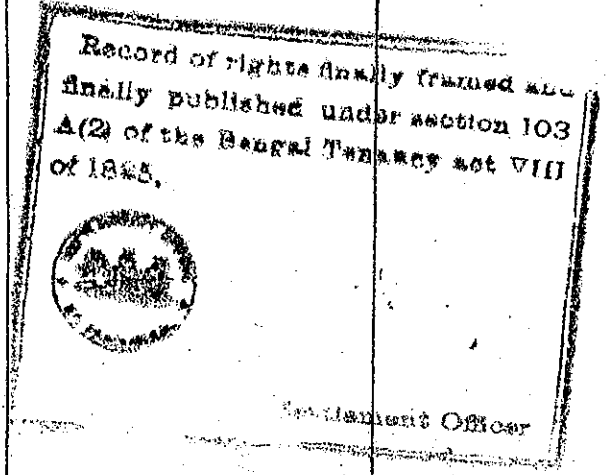 Record of rights finally framed and
finally published under section 103
A(2) of the Bengal Tenancy act VIII
of 1885,
Settlement Officer